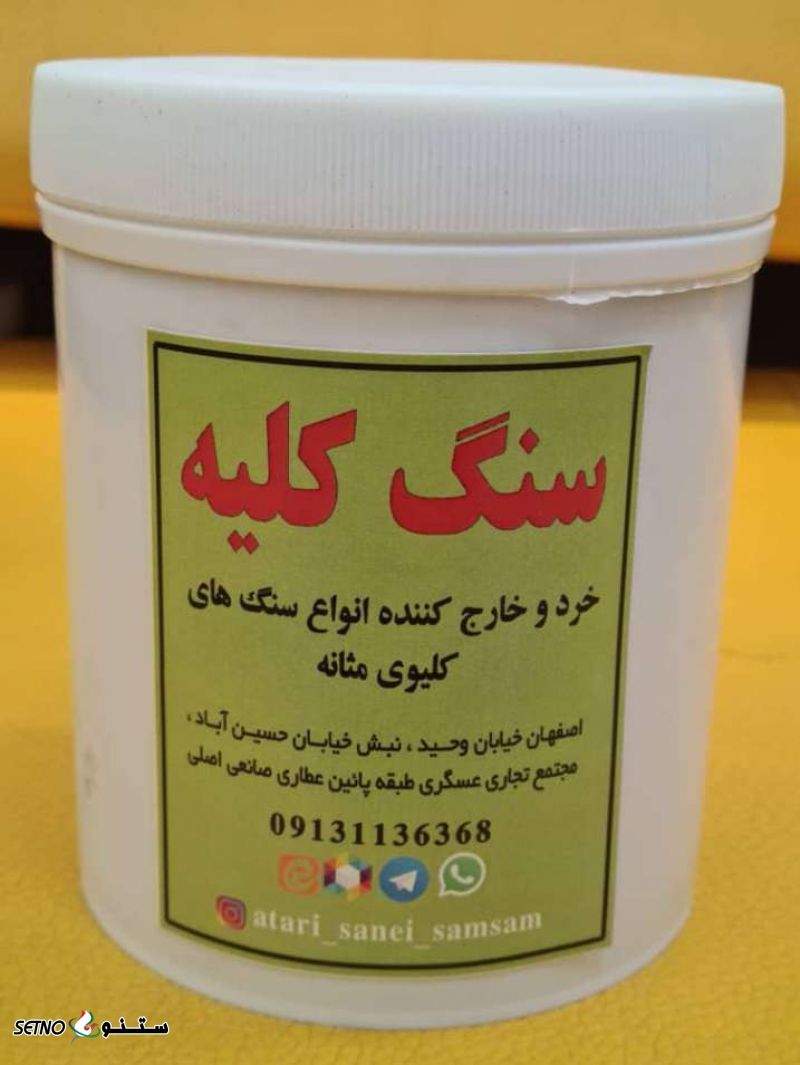 سنگ کلیه
خرد و خارج کننده انواع سنگ های
کلیوی مثانه
اصفهان خیابان وحید ، نبش خیابان حسین آباد ،
مجتمع تجاری عسگری طبقه پائین عطاری صانعی اصلی
09131136368
atari_sanei_samsam
SETNO ستنو